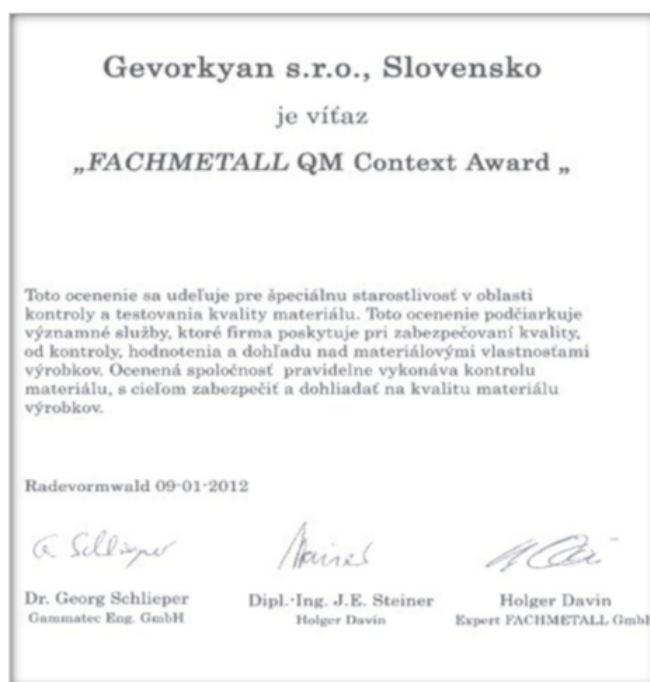 Gevorkyan s.r.o., Slovensko
je víťaz
„FACHMETALL QM Context Award „
Toto ocenenie sa udeľuje pre špeciálnu starostlivosť v oblasti
kontroly a testovania kvality materiálu. Toto ocenenie podčiarkuje
významné služby, ktoré firma poskytuje pri zabezpečovaní kvality,
od kontroly, hodnotenia a dohľadu nad materiálovými vlastnosťami
výrobkov. Ocenená spoločnosť pravidelne vykonáva kontrolu
materiálu, s cieľom zabezpečiť a dohliadať na kvalitu materiálu
výrobkov.
Radevormwald 09-01-2012
G. Schlieper
Dr. Georg Schlieper Dipl.-Ing. J.E. Steiner Holger Davin
Gammatec Eng. GmbH Holger Davin Expert FACHMETALL GmbH